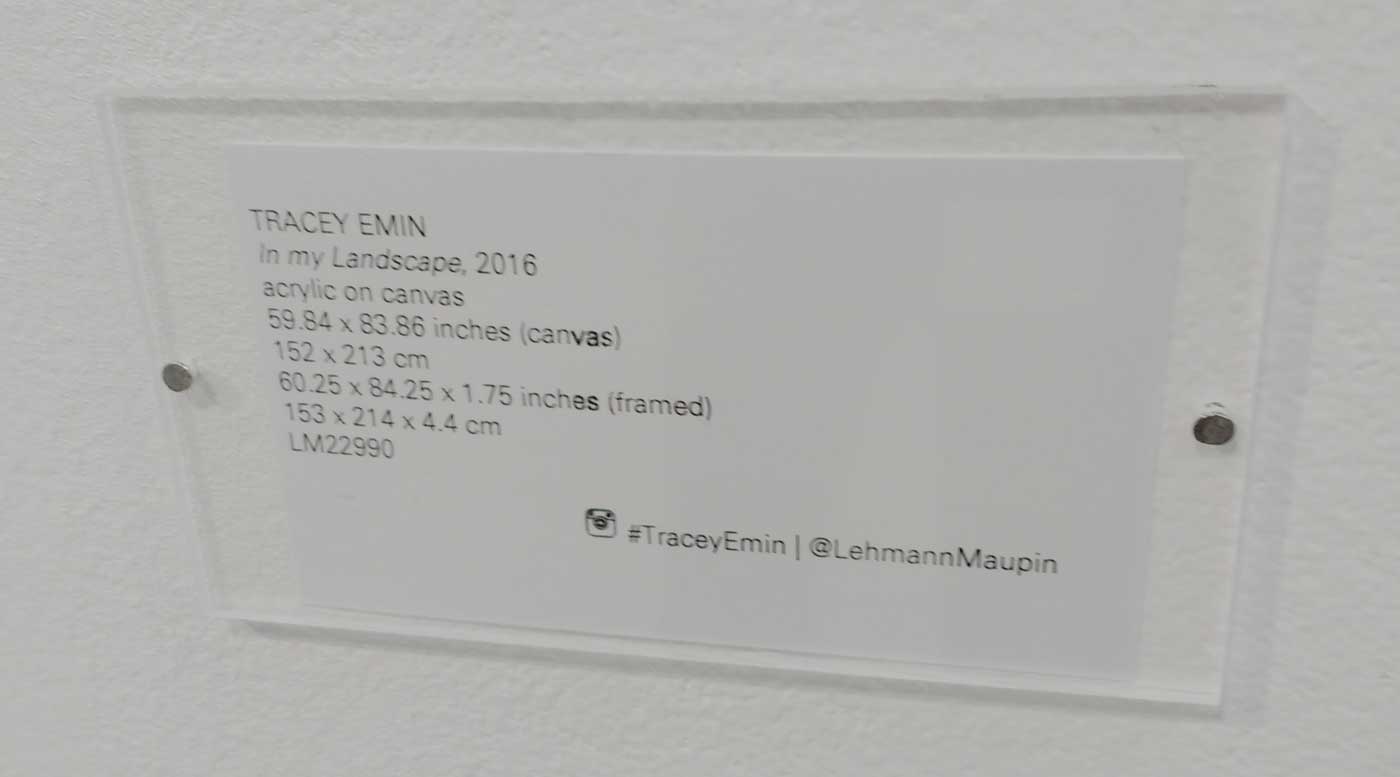 TRACEY EMIN
In my Landscape, 2016
acrylic on canvas
59.84 x 83.86 inches (canvas)
152 x 213 cm
60.25 x 84.25 x 1.75 inches (framed)
153 x 214 x 4.4 cm
LM22990
#TraceyEmin | @LehmannMaupin